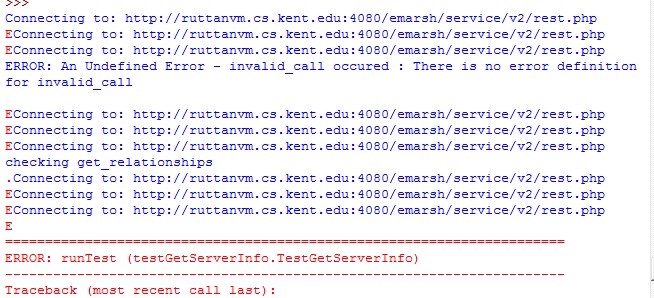 >>>
Connecting to: http://ruttanvm.cs.kent.edu:4080/emarsh/service/v2/rest.php
EConnecting to: http://ruttanvm.cs.kent.edu:4080/emarsh/service/v2/rest.php
EConnecting to: http://ruttanvm.cs.kent.edu:4080/emarsh/service/v2/rest.php
ERROR: An Undefined Error - invalid_call occured : There is no error definition
for invalid_call
EConnecting to: http://ruttanvm.cs.kent.edu:4080/emarsh/service/v2/rest.php
EConnecting to: http://ruttanvm.cs.kent.edu:4080/emarsh/service/v2/rest.php
EConnecting to: http://ruttanvm.cs.kent.edu:4080/emarsh/service/v2/rest.php
checking get_relationships
.Connecting to: http://ruttanvm.cs.kent.edu:4080/emarsh/service/v2/rest.php
EConnecting to: http://ruttanvm.cs.kent.edu:4080/emarsh/service/v2/rest.php
EConnecting to: http://ruttanvm.cs.kent.edu:4080/emarsh/service/v2/rest.php
E
======================================================================
ERROR: runTest (testGetServerInfo.TestGetServerInfo)
----------------------------------------------------------------------
Traceback (most recent call last):